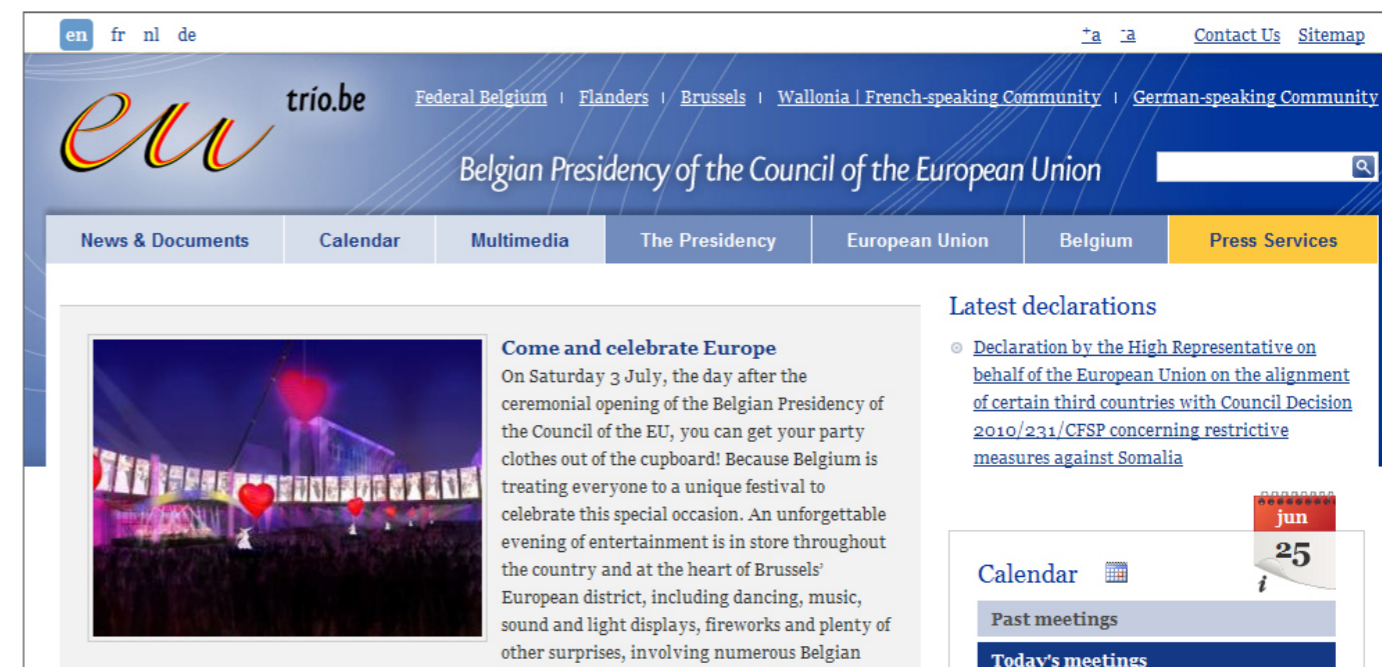 en fr nl de
+a -a Contact Us Sitemap
eu trio.be
Federal Belgium | Flanders | Brussels | Wallonia | French-speaking Community | German-speaking Community
Belgian Presidency of the Council of the European Union
News & Documents Calendar Multimedia The Presidency European Union Belgium Press Services
Come and celebrate Europe
On Saturday 3 July, the day after the
ceremonial opening of the Belgian Presidency of
the Council of the EU, you can get your party
clothes out of the cupboard! Because Belgium is
treating everyone to a unique festival to
celebrate this special occasion. An unforgettable
evening of entertainment is in store throughout
the country and at the heart of Brussels’
European district, including dancing, music,
sound and light displays, fireworks and plenty of
other surprises, involving numerous Belgian
Latest declarations
Declaration by the High Representative on
behalf of the European Union on the alignment
of certain third countries with Council Decision
2010/231/CFSP concerning restrictive
measures against Somalia
jun
25
i
Calendar
Past meetings
Today's meetings